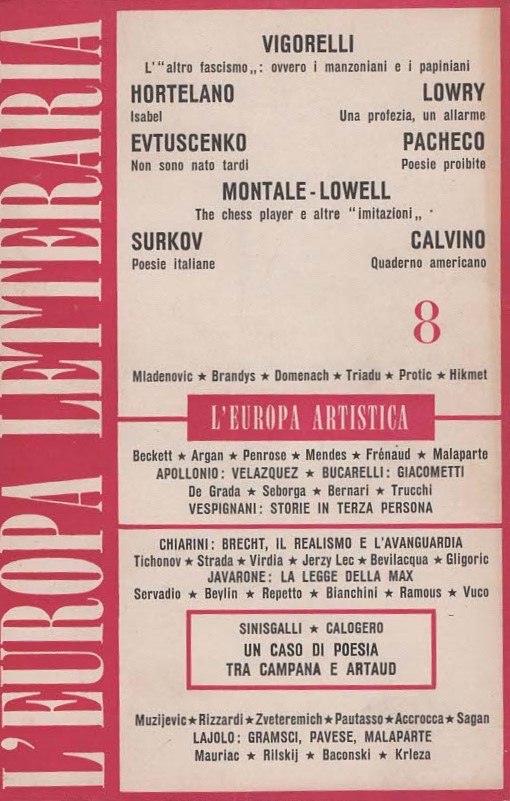 L'EUROPA LETTERARIA
VIGORELLI
L'"altro fascismo„: ovvero i manzoniani e i papiniani
HORTELANO LOWRY
Isabel Una profezia, un allarme
EVTUSCENKO PACHECO
Non sono nato tardi Poesie proibite
MONTALE-LOWELL
The chess player e altre "imitazioni„
SURKOV CALVINO
Poesie italiane Quaderno americano
8
Mladenovic ★ Brandys ★ Domenach ★ Triadu ★ Protic ★ Hikmet
L'EUROPA ARTISTICA
Beckett ★ Argan ★ Penrose ★ Mendes ★ Frénaud ★ Malaparte
APOLLONIO: VELAZQUEZ ★ BUCARELLI: GIACOMETTI
De Grada ★ Seborga ★ Bernari ★ Trucchi
VESPIGNANI: STORIE IN TERZA PERSONA
CHIARINI: BRECHT, IL REALISMO E L'AVANGUARDIA
Tichonov ★ Strada ★ Virdia ★ Jerzy Lec ★ Bevilacqua ★ Gligoric
JAVARONE: LA LEGGE DELLA MAX
Servadio ★ Beylin ★ Repetto ★ Bianchini ★ Ramous ★ Vuco
SINISGALLI ★ CALOGERO
UN CASO DI POESIA
TRA CAMPANA E ARTAUD
Muzijevic ★ Rizzardi ★ Zveteremich ★ Pautasso ★ Accrocca ★ Sagan
LAJOLO: GRAMSCI, PAVESE, MALAPARTE
Mauriac ★ Rilskij ★ Baconski ★ Krleza